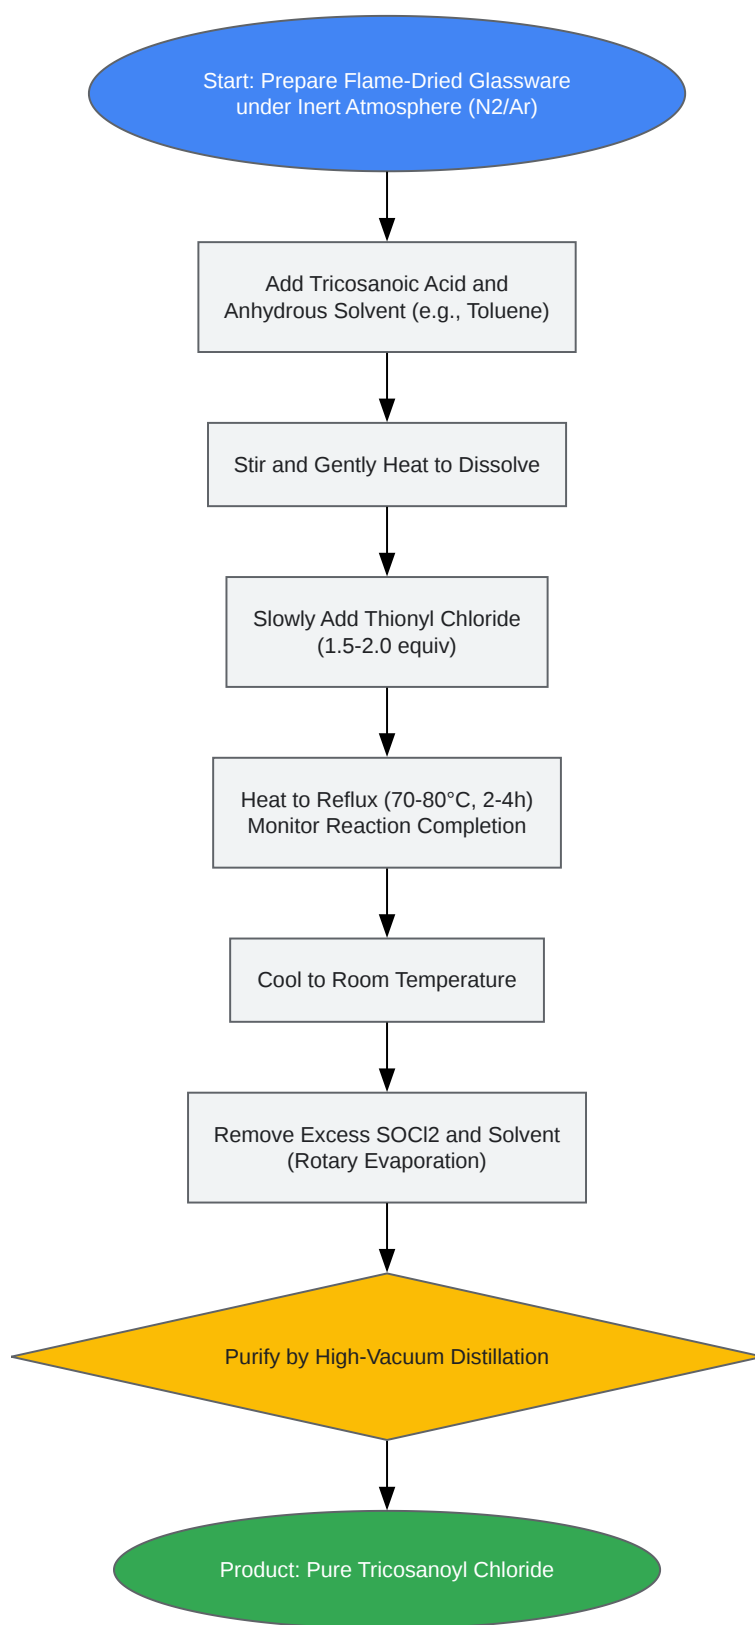 Start: Prepare Flame-Dried Glassware
under Inert Atmosphere (N2/Ar)
Add Tricosanoic Acid and
Anhydrous Solvent (e.g., Toluene)
Stir and Gently Heat to Dissolve
Slowly Add Thionyl Chloride
(1.5-2.0 equiv)
Heat to Reflux (70-80°C, 2-4h)
Monitor Reaction Completion
Cool to Room Temperature
Remove Excess SOCl2 and Solvent
(Rotary Evaporation)
Purify by High-Vacuum Distillation
Product: Pure Tricosanoyl Chloride